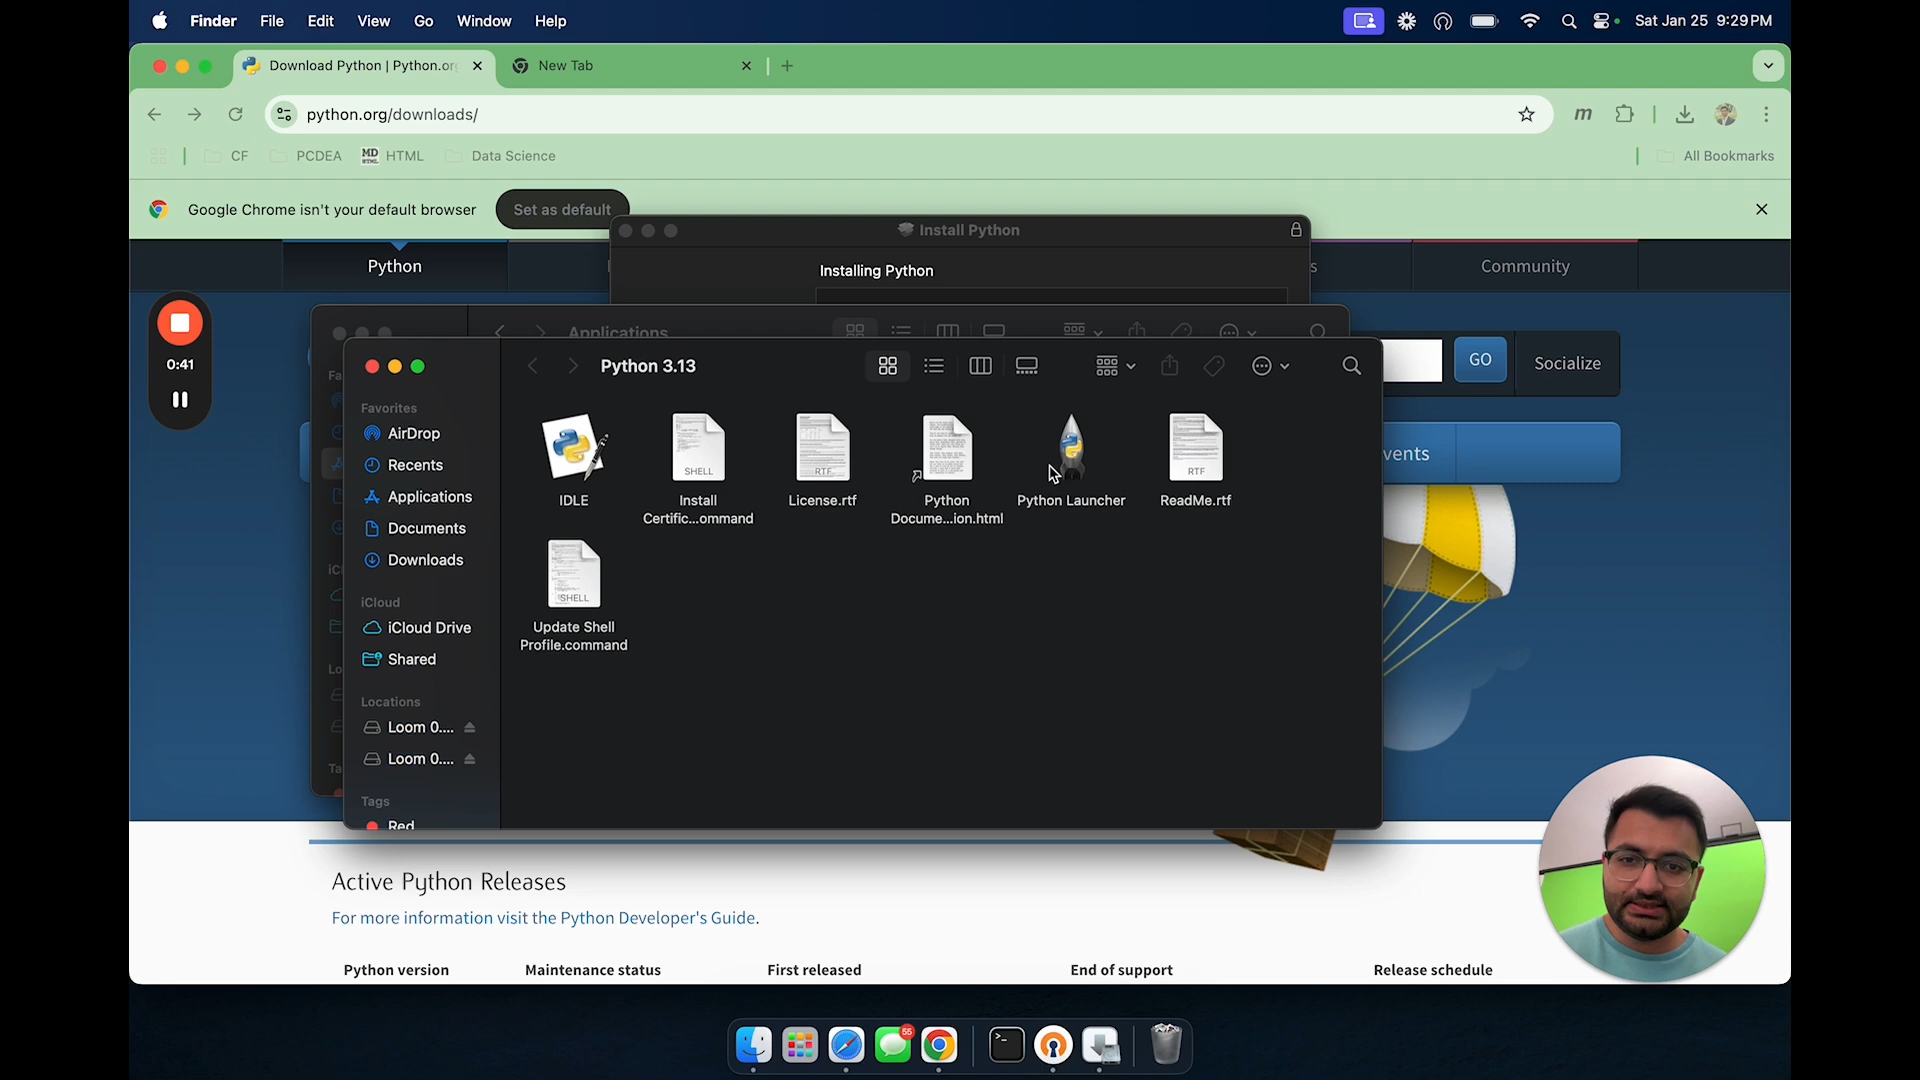 Finder File Edit View Go Window Help
Sat Jan 25 9:29 PM
Download Python | Python.or
New Tab
python.org/downloads/
m
CF
PCDEA
MD HTML
HTML
Data Science
All Bookmarks
Google Chrome isn't your default browser
Set as default
Install Python
Python
Community
Installing Python
0:41
Applications
GO
Socialize
Python 3.13
Favorites
AirDrop
Recents
Applications
Documents
Downloads
iCloud
iCloud Drive
Shared
Locations
Loom 0....
Loom 0....
Tags
Red
SHELL
RTF
RTF
IDLE
Install
Certific...ommand
License.rtf
Python
Docume...ion.html
Python Launcher
ReadMe.rtf
SHELL
Update Shell
Profile.command
vents
Active Python Releases
For more information visit the Python Developer's Guide.
Python version
Maintenance status
First released
End of support
Release schedule
55